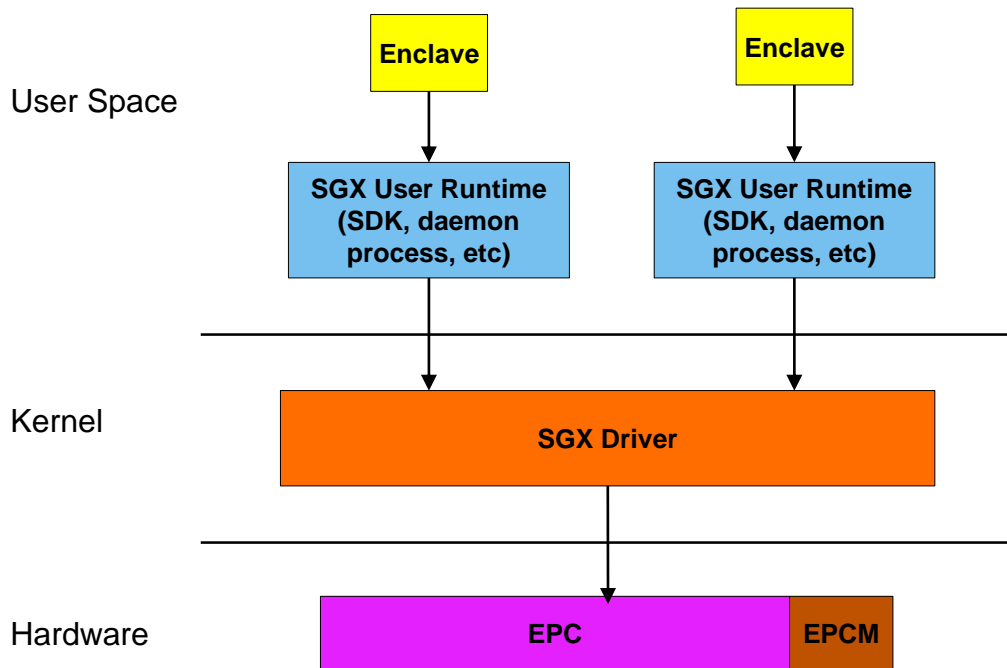 Enclave
Enclave
User Space
SGX User Runtime
(SDK, daemon
process, etc)
SGX User Runtime
(SDK, daemon
process, etc)
Kernel
SGX Driver
Hardware
EPC
EPCM